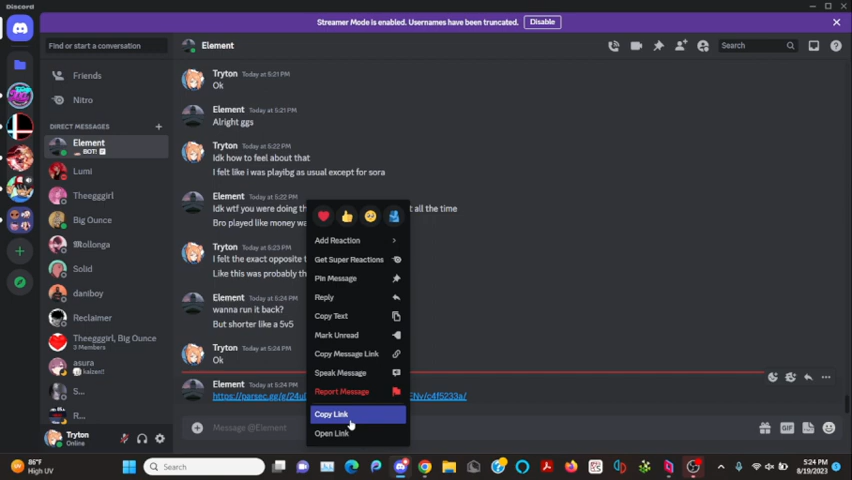 Discord
Streamer Mode is enabled. Usernames have been truncated.
Disable
Find or start a conversation
Element
Search
Friends
Nitro
DIRECT MESSAGES
Element
BOT!
Lumi
Theegggirl
Big Ounce
Mollonga
Solid
daniboy
Reclaimer
Theegggirl, Big Ounce
3 Members
asura
kaizen!!
S...
R...
Tryton
Online
Tryton Today at 5:21 PM
Ok
Element Today at 5:21 PM
Alright ggs
Tryton Today at 5:22 PM
Idk how to feel about that
I felt like i was playibg as usual except for sora
Element Today at 5:22 PM
Idk wtf you were doing th
t all the time
Bro played like money wa
Tryton Today at 5:23 PM
I felt the exact opposite t
Like this was probably th
Element Today at 5:24 PM
wanna run it back?
But shorter like a 5v5
Tryton Today at 5:24 PM
Ok
Element Today at 5:24 PM
https://parsec.gg/g/24ul
ENv/c4f5233a/
Message @Element
Add Reaction
Get Super Reactions
Pin Message
Reply
Copy Text
Mark Unread
Copy Message Link
Speak Message
Report Message
Copy Link
Open Link
GIF
86°F
High UV
Search
5:24 PM
8/19/2023